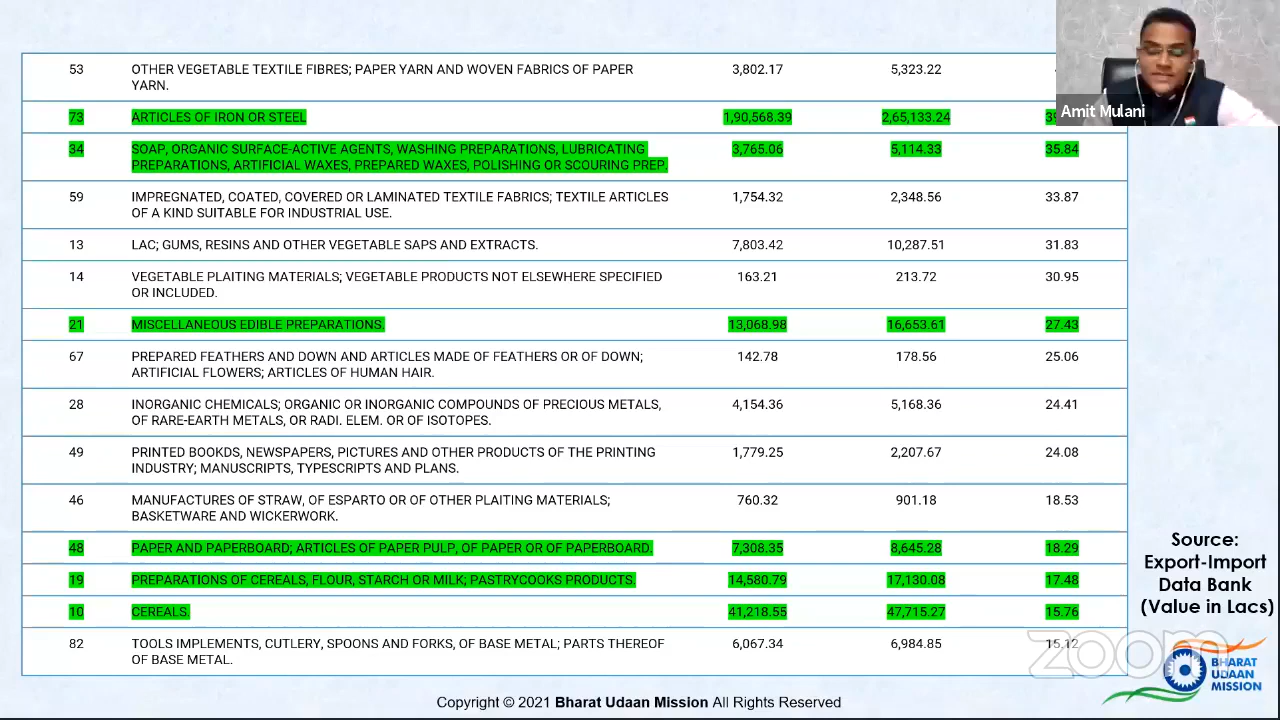 53 OTHER VEGETABLE TEXTILE FIBRES; PAPER YARN AND WOVEN FABRICS OF PAPER 3,802.17 5,323.22
YARN.
73 ARTICLES OF IRON OR STEEL 1,90,568.39 2,65,133.24
Amit Mulani
34 SOAP, ORGANIC SURFACE-ACTIVE AGENTS, WASHING PREPARATIONS, LUBRICATING 3,765.06 5,114.33 35.84
PREPARATIONS, ARTIFICIAL WAXES, PREPARED WAXES, POLISHING OR SCOURING PREP.
59 IMPREGNATED, COATED, COVERED OR LAMINATED TEXTILE FABRICS; TEXTILE ARTICLES 1,754.32 2,348.56 33.87
OF A KIND SUITABLE FOR INDUSTRIAL USE.
13 LAC; GUMS, RESINS AND OTHER VEGETABLE SAPS AND EXTRACTS. 7,803.42 10,287.51 31.83
14 VEGETABLE PLAITING MATERIALS; VEGETABLE PRODUCTS NOT ELSEWHERE SPECIFIED 163.21 213.72 30.95
OR INCLUDED.
21 MISCELLANEOUS EDIBLE PREPARATIONS. 13,068.98 16,653.61 27.43
67 PREPARED FEATHERS AND DOWN AND ARTICLES MADE OF FEATHERS OR OF DOWN; 142.78 178.56 25.06
ARTIFICIAL FLOWERS; ARTICLES OF HUMAN HAIR.
28 INORGANIC CHEMICALS; ORGANIC OR INORGANIC COMPOUNDS OF PRECIOUS METALS, 4,154.36 5,168.36 24.41
OF RARE-EARTH METALS, OR RADI. ELEM. OR OF ISOTOPES.
49 PRINTED BOOKDS, NEWSPAPERS, PICTURES AND OTHER PRODUCTS OF THE PRINTING 1,779.25 2,207.67 24.08
INDUSTRY; MANUSCRIPTS, TYPESCRIPTS AND PLANS.
46 MANUFACTURES OF STRAW, OF ESPARTO OR OF OTHER PLAITING MATERIALS; 760.32 901.18 18.53
BASKETWARE AND WICKERWORK.
48 PAPER AND PAPERBOARD; ARTICLES OF PAPER PULP, OF PAPER OR OF PAPERBOARD. 7,308.35 8,645.28 18.29
19 PREPARATIONS OF CEREALS, FLOUR, STARCH OR MILK; PASTRYCOOKS PRODUCTS. 14,580.79 17,130.08 17.48
10 CEREALS. 41,218.55 47,715.27 15.76
82 TOOLS IMPLEMENTS, CUTLERY, SPOONS AND FORKS, OF BASE METAL; PARTS THEREOF 6,067.34 6,984.85 15.12
OF BASE METAL.
Source:
Export-Import
Data Bank
(Value in Lacs)
zoom
BHARAT
UDAAN
MISSION
Copyright © 2021 Bharat Udaan Mission All Rights Reserved